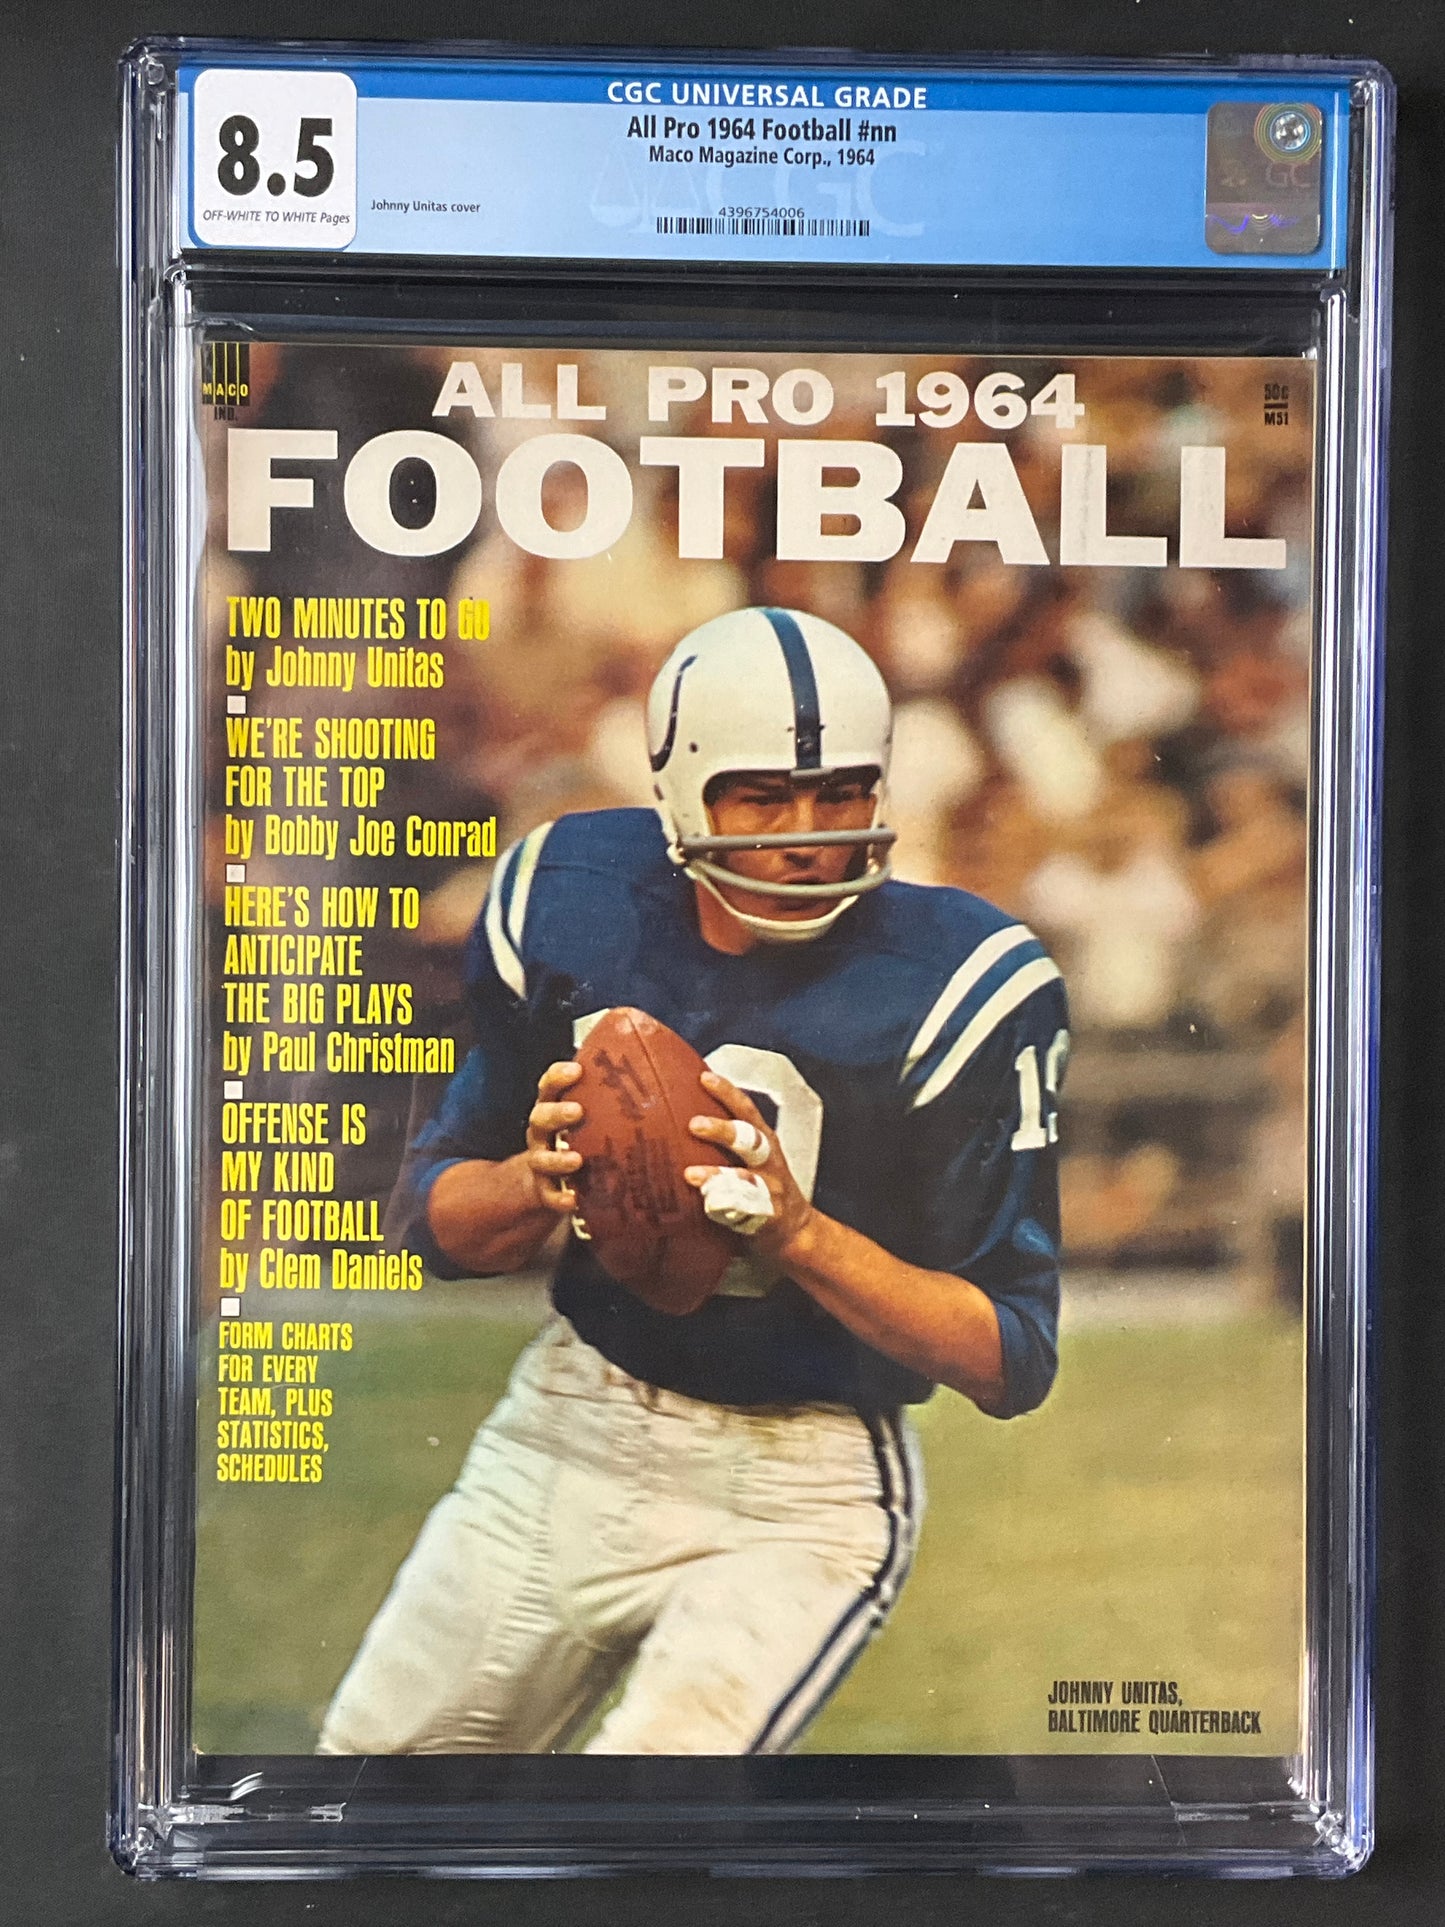 CGC UNIVERSAL GRADE
8.5
OFF-WHITE TO WHITE Pages
All Pro 1964 Football #nn
Maco Magazine Corp., 1964
Johnny Unitas cover
4396754006
CGC
MACO
IND.
50¢
M51
ALL PRO 1964
FOOTBALL
TWO MINUTES TO GO
by Johnny Unitas
WE'RE SHOOTING
FOR THE TOP
by Bobby Joe Conrad
HERE'S HOW TO
ANTICIPATE
THE BIG PLAYS
by Paul Christman
OFFENSE IS
MY KIND
OF FOOTBALL
by Clem Daniels
FORM CHARTS
FOR EVERY
TEAM, PLUS
STATISTICS,
SCHEDULES
JOHNNY UNITAS,
BALTIMORE QUARTERBACK